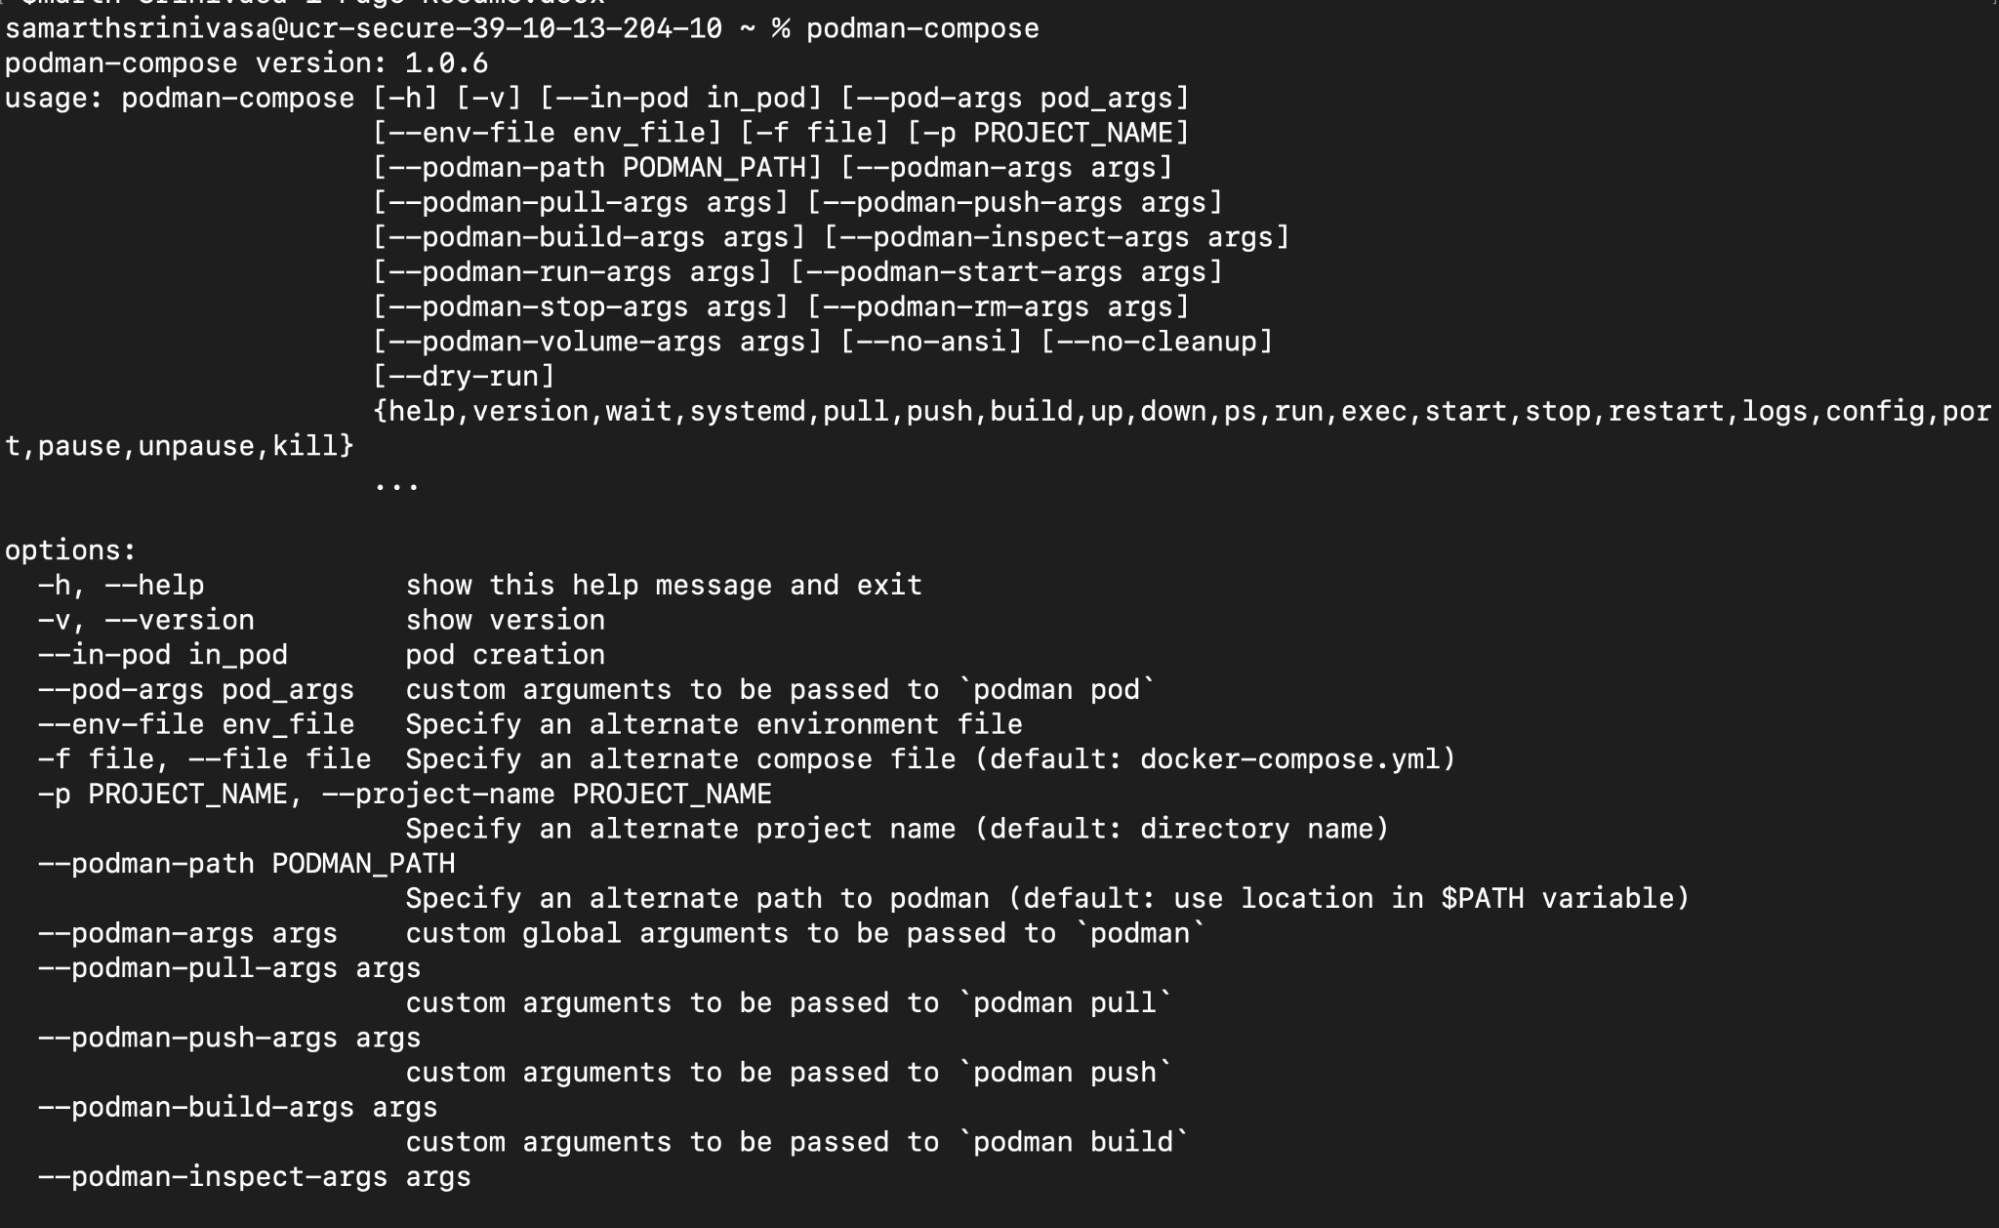 samarthsrinivasa@ucr-secure-39-10-13-204-10 ~ % podman-compose
podman-compose version: 1.0.6
usage: podman-compose [-h] [-v] [--in-pod in_pod] [--pod-args pod_args]
                      [--env-file env_file] [-f file] [-p PROJECT_NAME]
                      [--podman-path PODMAN_PATH] [--podman-args args]
                      [--podman-pull-args args] [--podman-push-args args]
                      [--podman-build-args args] [--podman-inspect-args args]
                      [--podman-run-args args] [--podman-start-args args]
                      [--podman-stop-args args] [--podman-rm-args args]
                      [--podman-volume-args args] [--no-ansi] [--no-cleanup]
                      [--dry-run]
                      {help,version,wait,systemd,pull,push,build,up,down,ps,run,exec,start,stop,restart,logs,config,por
t,pause,unpause,kill}
                      ...

options:
  -h, --help            show this help message and exit
  -v, --version         show version
  --in-pod in_pod       pod creation
  --pod-args pod_args   custom arguments to be passed to `podman pod`
  --env-file env_file   Specify an alternate environment file
  -f file, --file file  Specify an alternate compose file (default: docker-compose.yml)
  -p PROJECT_NAME, --project-name PROJECT_NAME
                        Specify an alternate project name (default: directory name)
  --podman-path PODMAN_PATH
                        Specify an alternate path to podman (default: use location in $PATH variable)
  --podman-args args    custom global arguments to be passed to `podman`
  --podman-pull-args args
                        custom arguments to be passed to `podman pull`
  --podman-push-args args
                        custom arguments to be passed to `podman push`
  --podman-build-args args
                        custom arguments to be passed to `podman build`
  --podman-inspect-args args